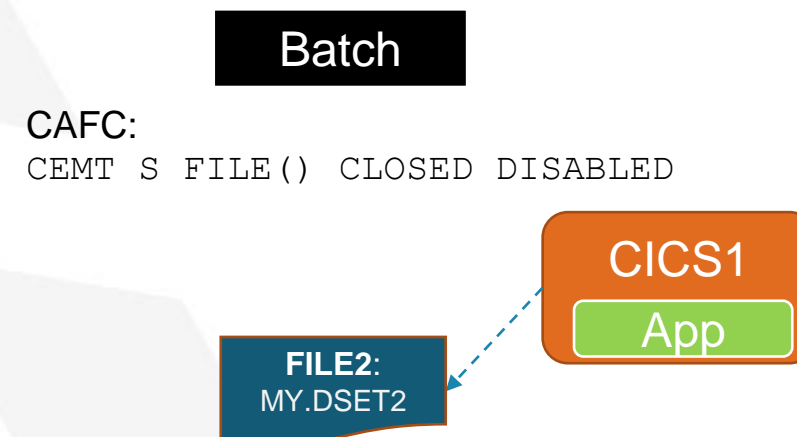 Batch
CAFC:
CEMT S FILE() CLOSED DISABLED
CICS1
App
FILE2:
MY.DSET2